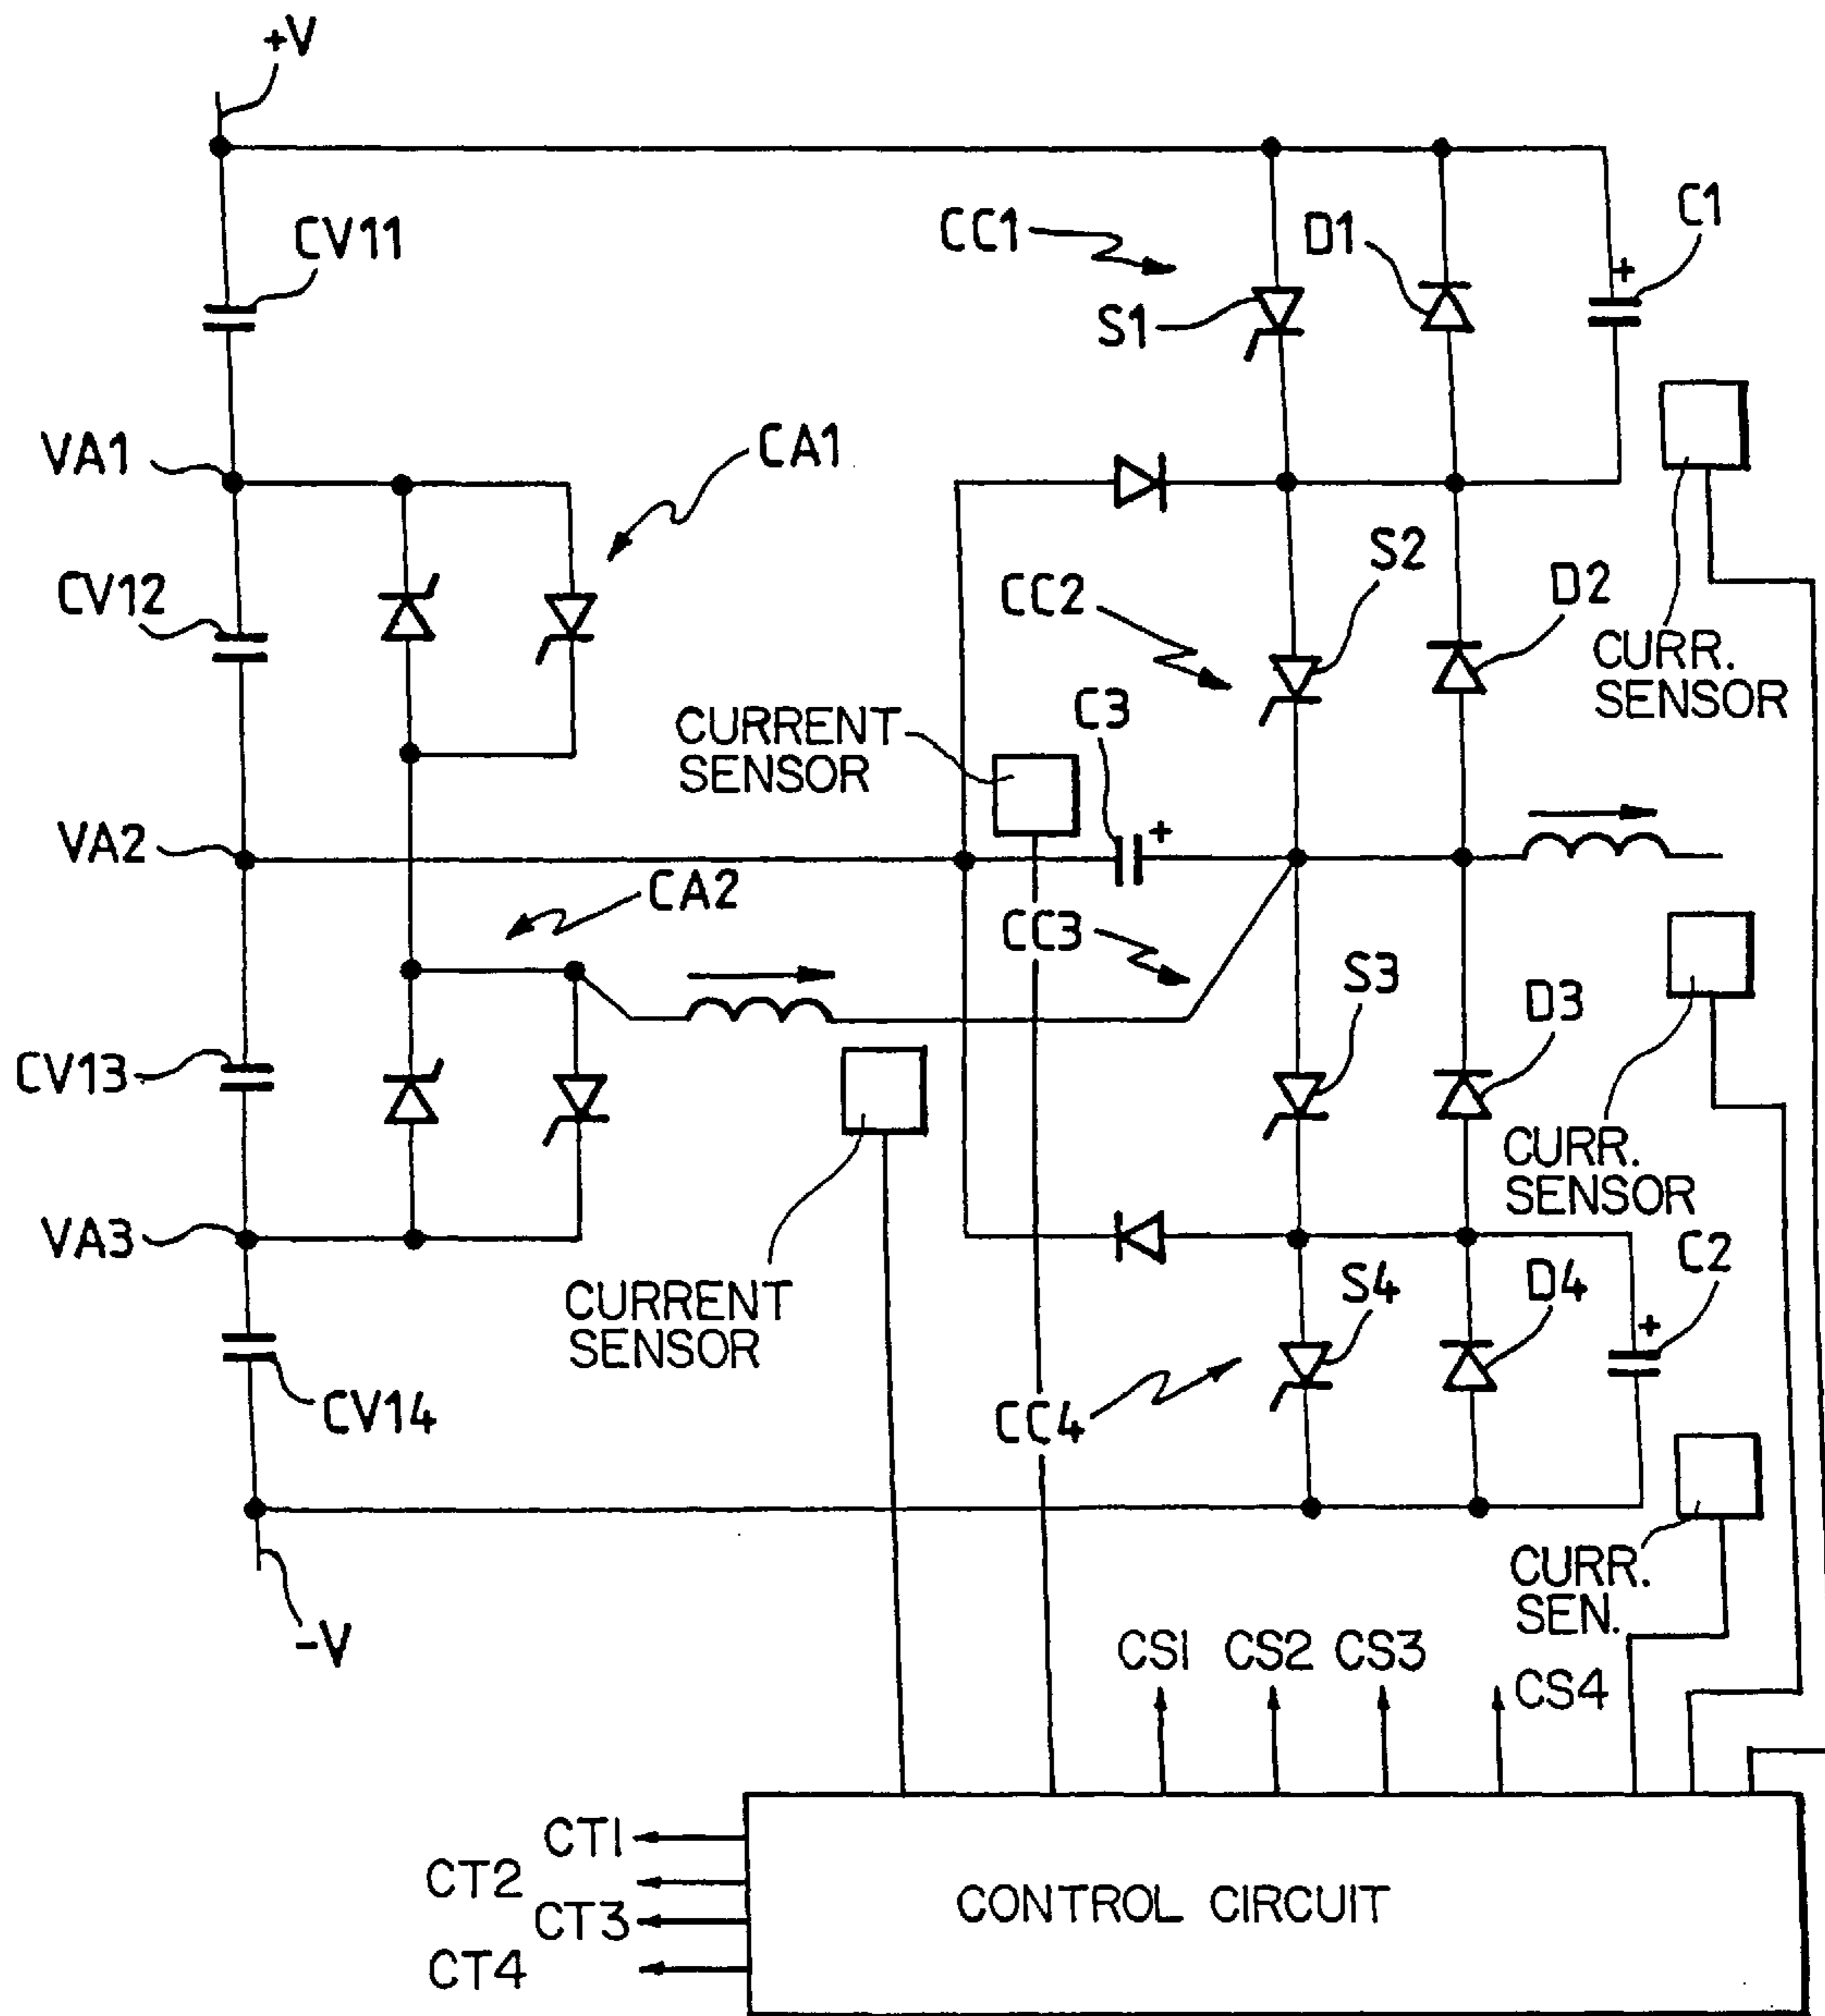 +V
CV11
CC1
D1
C1
+
S1
VA1
CA1
CV12
CC2
S2
D2
CURR.
SENSOR
CURRENT
SENSOR
C3
+
VA2
CA2
CC3
S3
D3
CV13
CURR.
SENSOR
VA3
CURRENT
SENSOR
S4
D4
C2
+
CV14
CC4
CURR.
SEN.
-V
CS1
CS2
CS3
CS4
CT1
CT2
CT3
CT4
CONTROL CIRCUIT